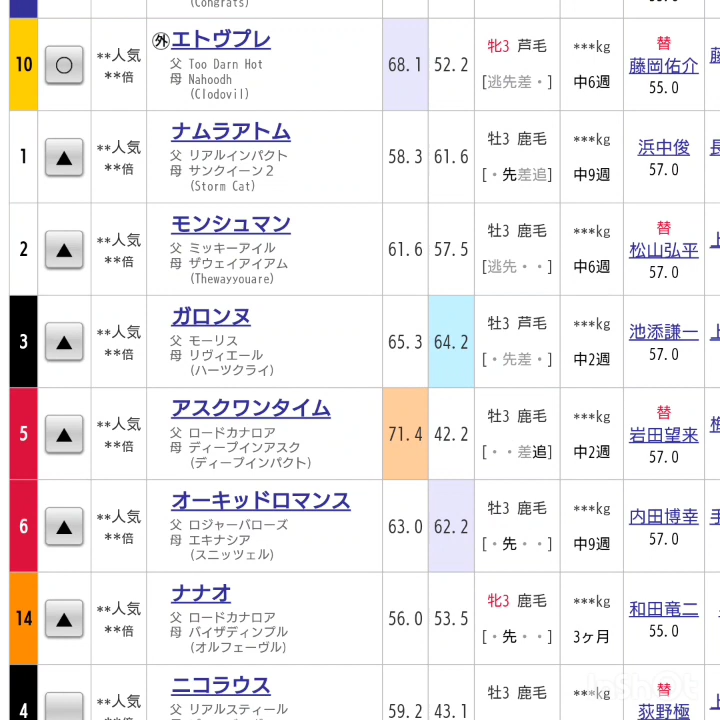 (Congrats)
10 ○ **人気 **倍 外 エトヴプレ 68.1 52.2 牝3 芦毛 ***kg 替
父 Too Darn Hot
母 Nahoodh
(Clodovil) [逃先差・] 中6週 藤岡佑介 55.0
1 ▲ **人気 **倍 ナムラアトム 58.3 61.6 牡3 鹿毛 ***kg 浜中俊
父 リアルインパクト
母 サンクイーン2
(Storm Cat) [・先差追] 中9週 57.0
2 ▲ **人気 **倍 モンシュマン 61.6 57.5 牡3 鹿毛 ***kg 替
父 ミッキーアイル
母 ザウェイアイアム
(Thewayyouare) [逃先・・] 中6週 松山弘平 57.0
3 ▲ **人気 **倍 ガロンヌ 65.3 64.2 牡3 芦毛 ***kg 池添謙一
父 モーリス
母 リヴィエール
(ハーツクライ) [・先差・] 中2週 57.0
5 ▲ **人気 **倍 アスクワンタイム 71.4 42.2 牡3 鹿毛 ***kg 替
父 ロードカナロア
母 ディープインアスク
(ディープインパクト) [・・差追] 中2週 岩田望来 57.0
6 ▲ **人気 **倍 オーキッドロマンス 63.0 62.2 牡3 鹿毛 ***kg 内田博幸
父 ロジャーバローズ
母 エキナシア
(スニッツェル) [・先・・] 中9週 57.0
14 ▲ **人気 **倍 ナナオ 56.0 53.5 牝3 鹿毛 ***kg 和田竜二
父 ロードカナロア
母 バイザディンプル
(オルフェーヴル) [・先・・] 3ヶ月 55.0
4 **人気 ニコラウス 59.2 43.1 牡3 鹿毛 ***kg 替
父 リアルスティール
荻野極